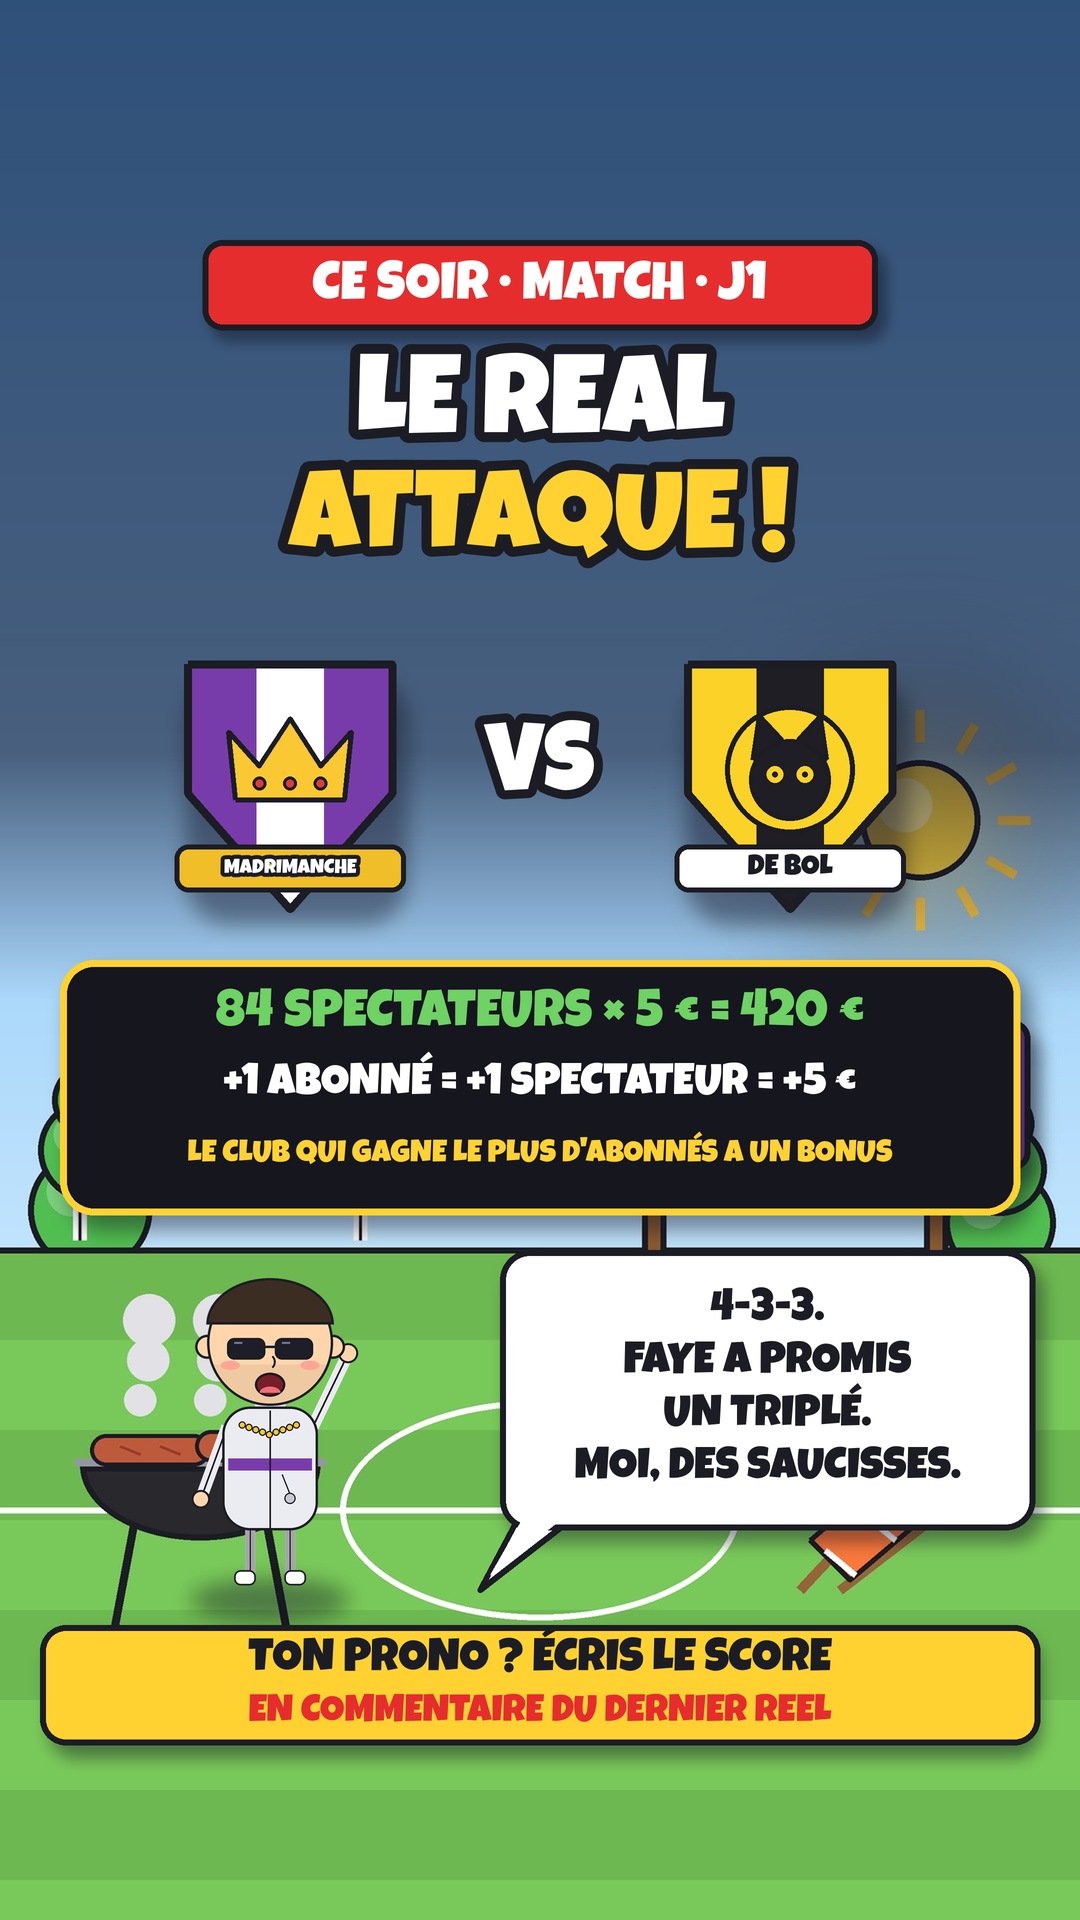 CE SOIR · MATCH · J1
LE REAL
ATTAQUE !
VS
MADRIMANCHE
DE BOL
84 SPECTATEURS × 5 € = 420 €
+1 ABONNÉ = +1 SPECTATEUR = +5 €
LE CLUB QUI GAGNE LE PLUS D'ABONNÉS A UN BONUS
4-3-3.
FAYE A PROMIS
UN TRIPLÉ.
MOI, DES SAUCISSES.
TON PRONO ? ÉCRIS LE SCORE
EN COMMENTAIRE DU DERNIER REEL